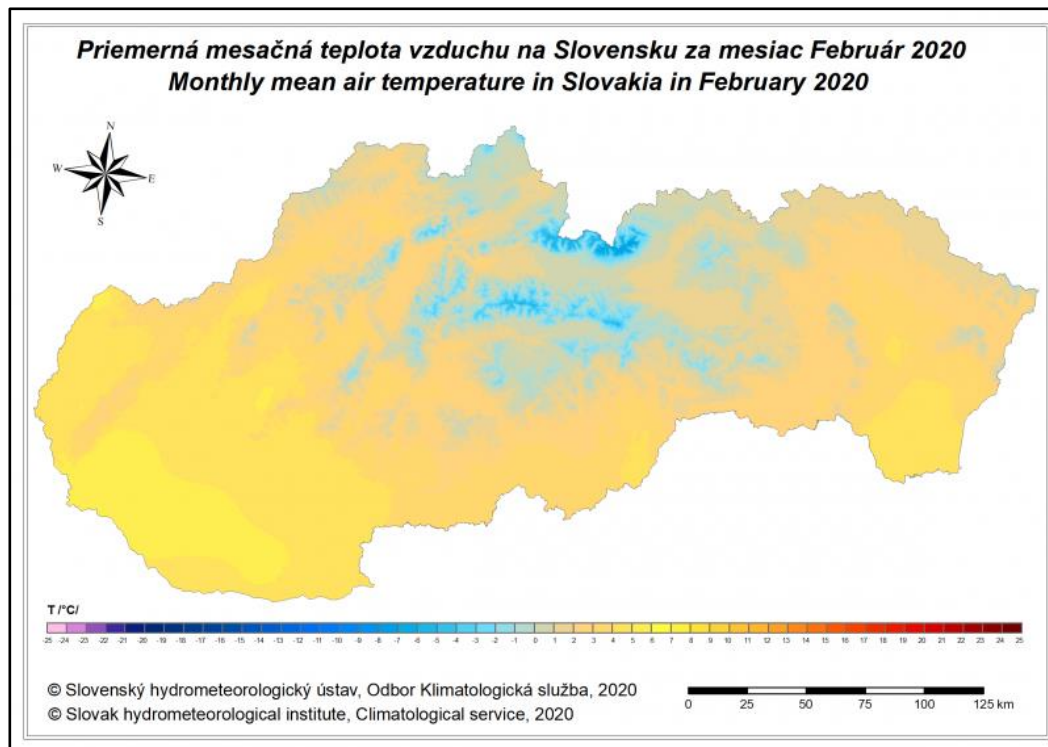 Priemerná mesačná teplota vzduchu na Slovensku za mesiac Február 2020
Monthly mean air temperature in Slovakia in February 2020
N
W E
S
T /°C/
-25 -24 -23 -22 -21 -20 -19 -18 -17 -16 -15 -14 -13 -12 -11 -10 -9 -8 -7 -6 -5 -4 -3 -2 -1 0 1 2 3 4 5 6 7 8 9 10 11 12 13 14 15 16 17 18 19 20 21 22 23 24 25
© Slovenský hydrometeorologický ústav, Odbor Klimatologická služba, 2020
© Slovak hydrometeorological institute, Climatological service, 2020
0 25 50 75 100 125 km